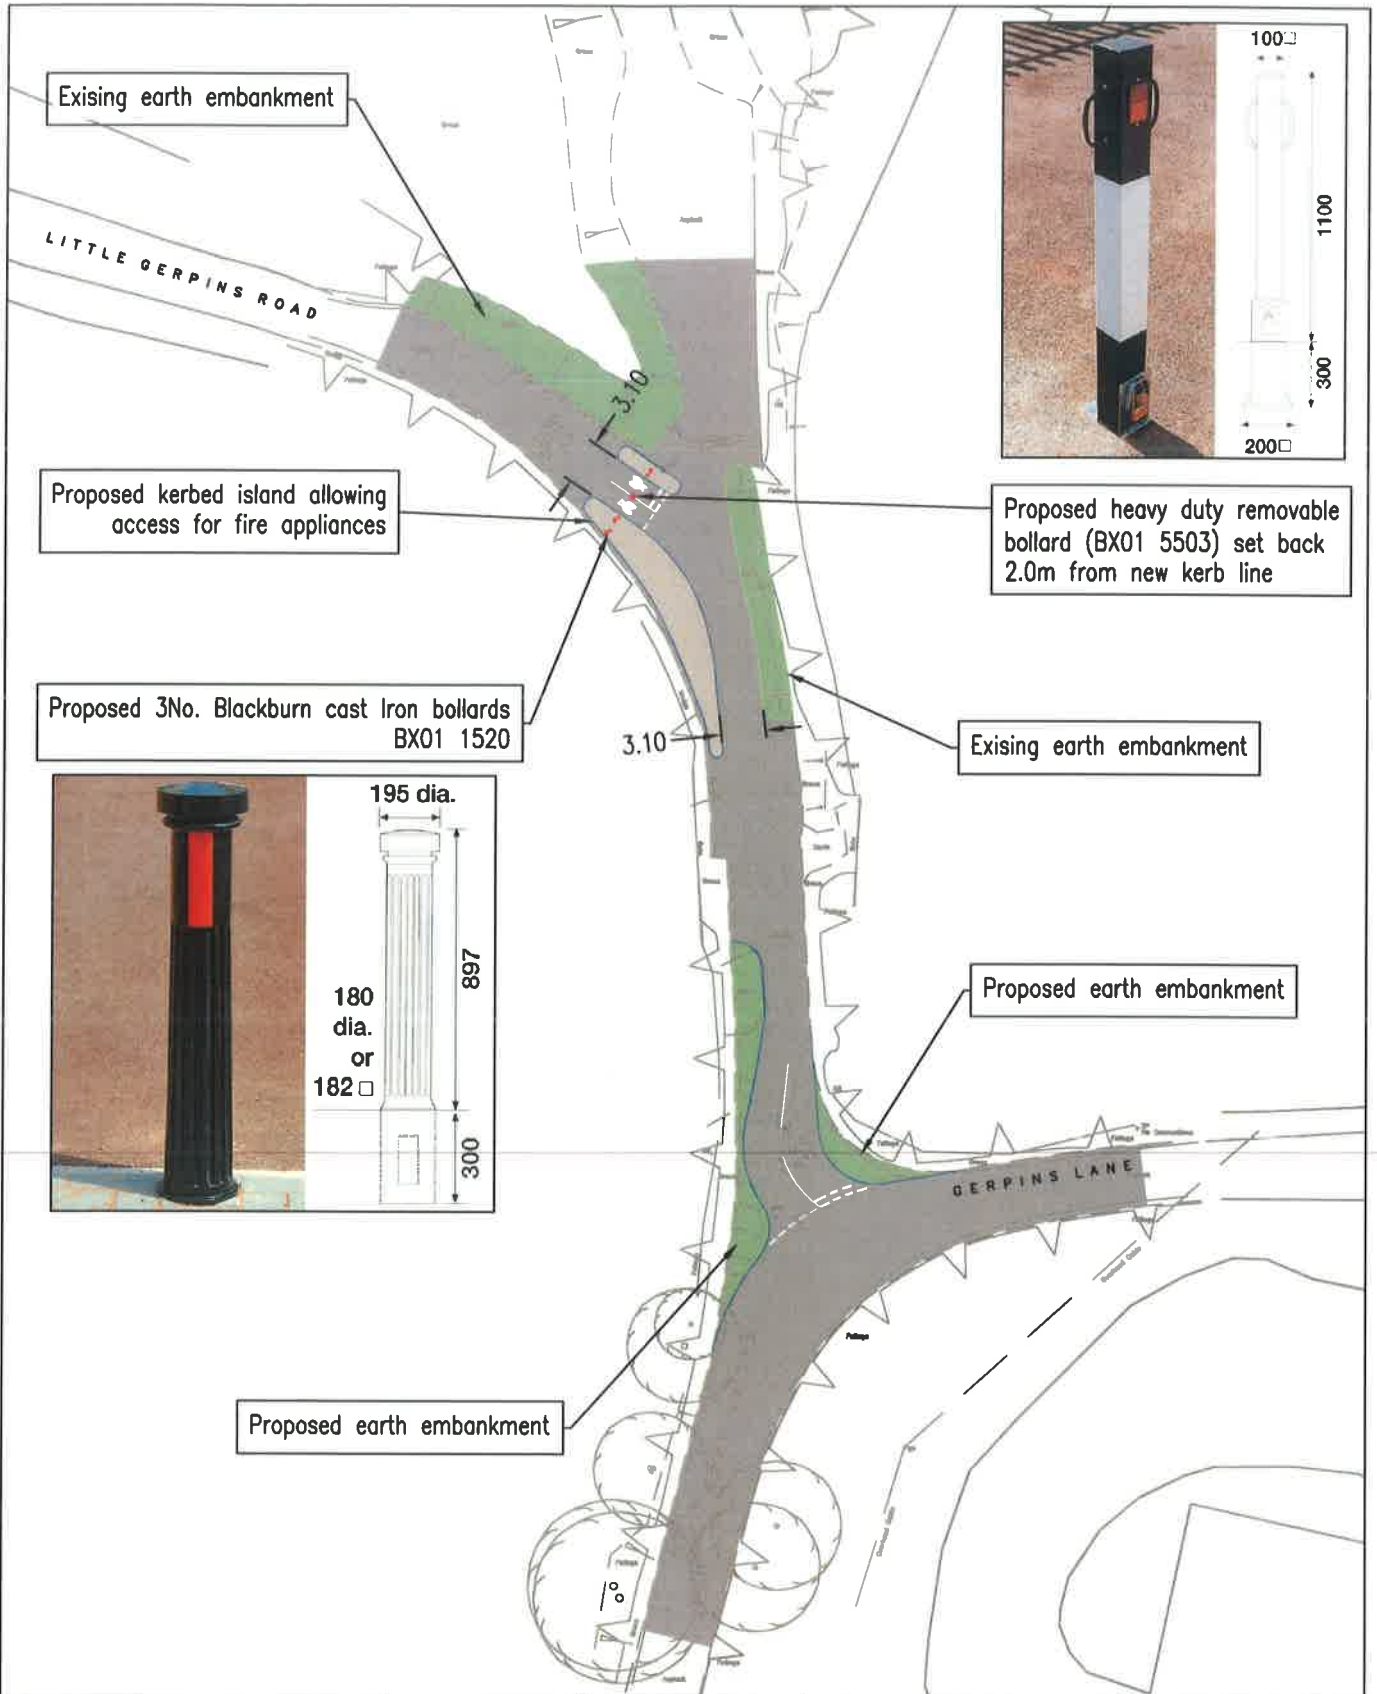 Exising earth embankment
100□
LITTLE GERPINS ROAD
1100
300
200□
3.10
Proposed kerbed island allowing
access for fire appliances
Proposed heavy duty removable
bollard (BX01 5503) set back
2.0m from new kerb line
Proposed 3No. Blackburn cast Iron bollards
BX01 1520
3.10
Exising earth embankment
195 dia.
897
180
dia.
or
182 □
300
Proposed earth embankment
GERPINS LANE
Proposed earth embankment